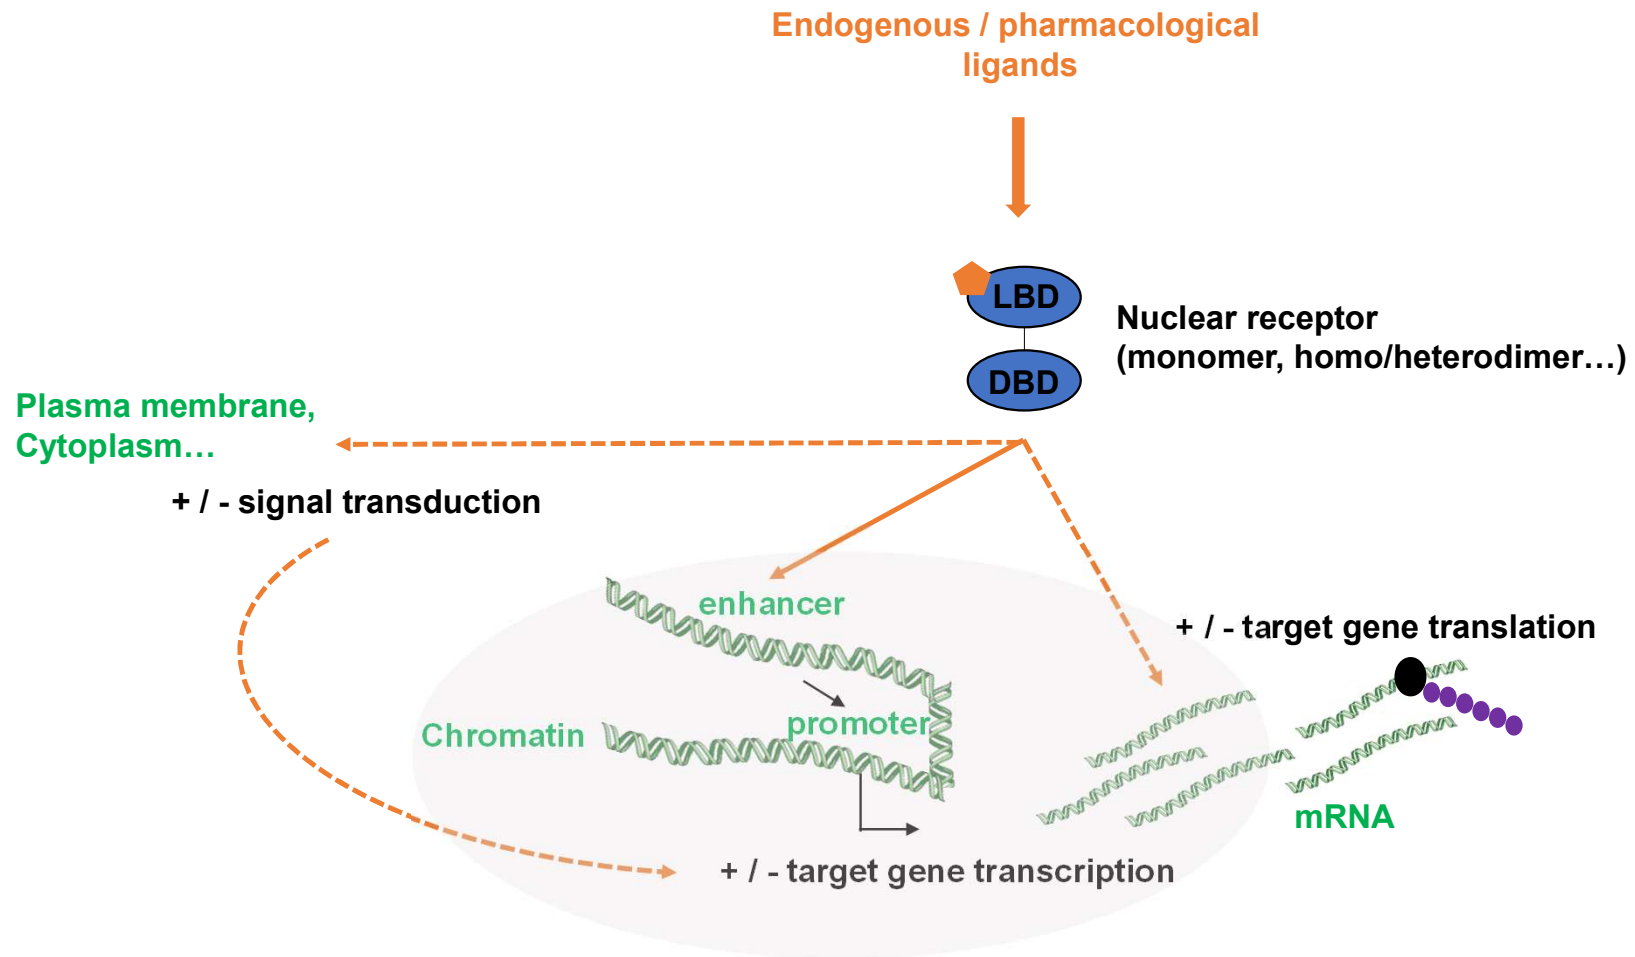 Endogenous / pharmacological
ligands
LBD
DBD
Nuclear receptor
(monomer, homo/heterodimer…)
Plasma membrane,
Cytoplasm…
+ / - signal transduction
enhancer
+ / - target gene translation
promoter
Chromatin
mRNA
+ / - target gene transcription